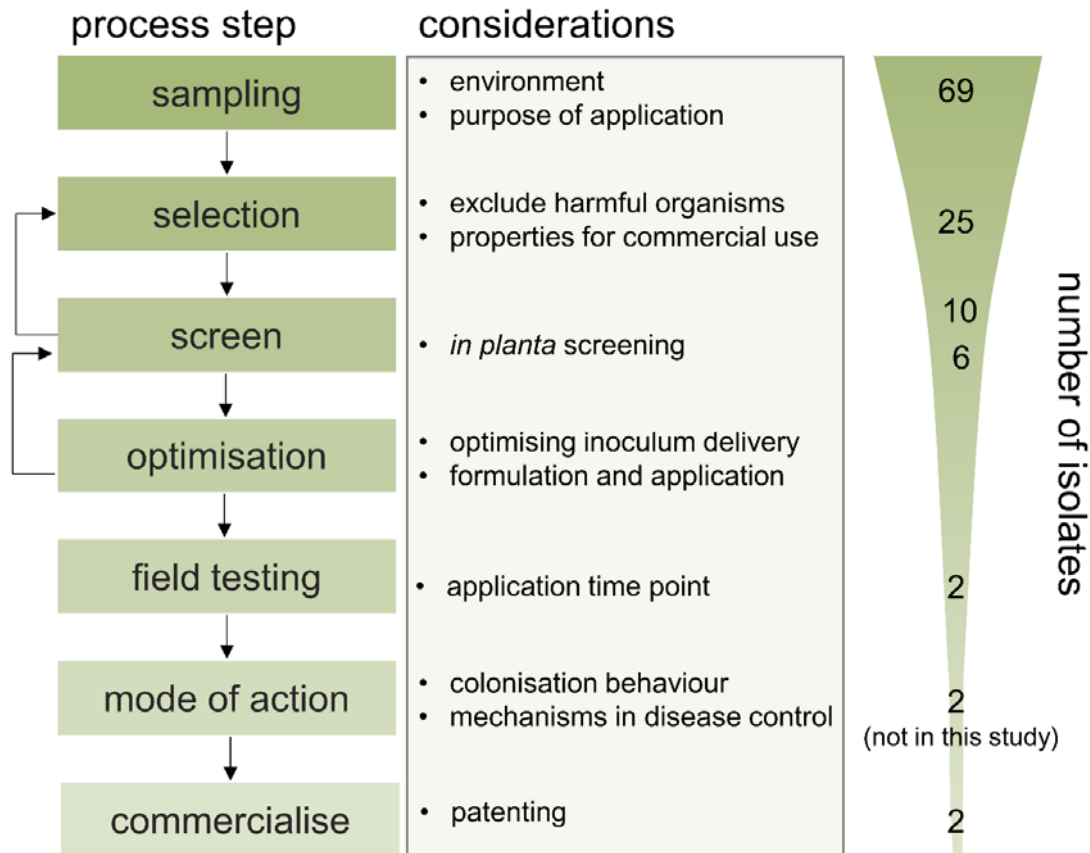 process step
considerations
sampling
• environment
• purpose of application
69
selection
• exclude harmful organisms
• properties for commercial use
25
screen
• in planta screening
10
6
optimisation
• optimising inoculum delivery
• formulation and application
field testing
• application time point
2
mode of action
• colonisation behaviour
• mechanisms in disease control
2
(not in this study)
commercialise
• patenting
2
number of isolates